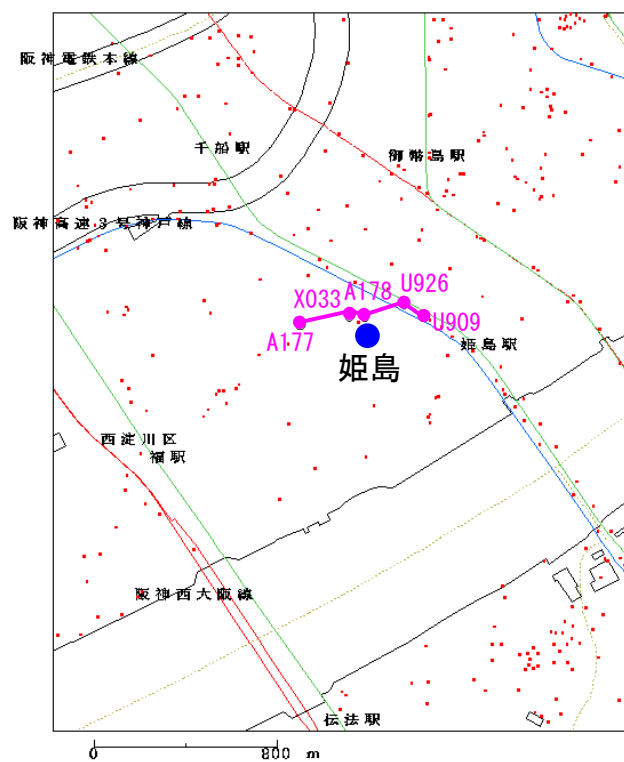 阪神電鉄本線
千船駅
御幣島駅
阪神高速3号神戸線
U926
X033
A178
U909
A177
姫島駅
姫島
西淀川区
福駅
阪神西大阪線
伝法駅
0
800 m